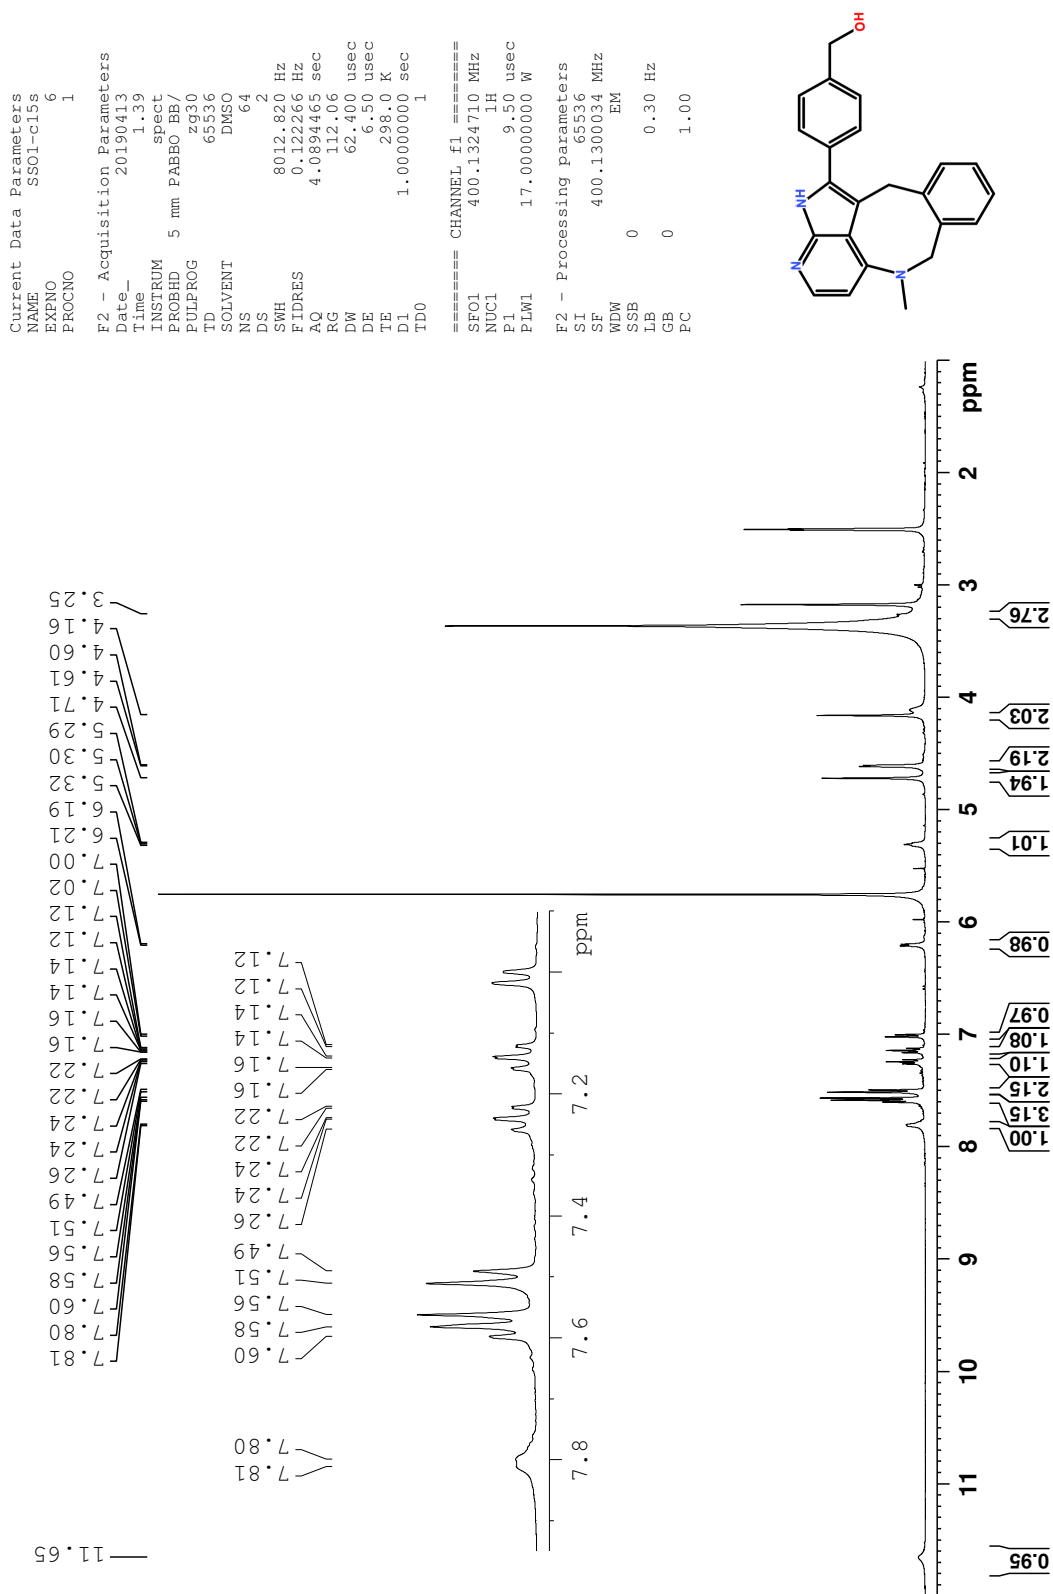 Current Data Parameters
NAME SSO1-c15s
EXPNO 6
PROCNO 1
F2 - Acquisition Parameters
Date_ 20190413
Time 1.39
INSTRUM spect
PROBHD 5 mm PABBO BB/
PULPROG zg30
TD 65536
SOLVENT DMSO
NS 64
DS 2
SWH 8012.820 Hz
FIDRES 0.122266 Hz
AQ 4.0894465 sec
RG 112.06
DW 62.400 usec
DE 6.50 usec
TE 298.0 K
D1 1.00000000 sec
TD0 1
======== CHANNEL f1 ========
SFO1 400.1324710 MHz
NUC1 1H
P1 9.50 usec
PLW1 17.00000000 W
F2 - Processing parameters
SI 65536
SF 400.1300034 MHz
WDW EM
SSB 0
LB 0.30 Hz
GB 0
PC 1.00
OH
NH
N
N
11.65
7.81
7.80
7.60
7.58
7.56
7.51
7.49
7.26
7.24
7.24
7.22
7.22
7.16
7.16
7.14
7.14
7.12
7.12
7.02
7.00
6.21
6.19
5.32
5.30
5.29
4.71
4.61
4.60
4.16
3.25
7.81
7.80
7.60
7.58
7.56
7.51
7.49
7.26
7.24
7.24
7.22
7.22
7.16
7.16
7.14
7.14
7.12
7.12
7.8 7.6 7.4 7.2 ppm
11 10 9 8 7 6 5 4 3 2 ppm
0.95
1.00
3.15
2.15
1.10
1.08
0.97
0.98
1.01
1.94
2.19
2.03
2.76